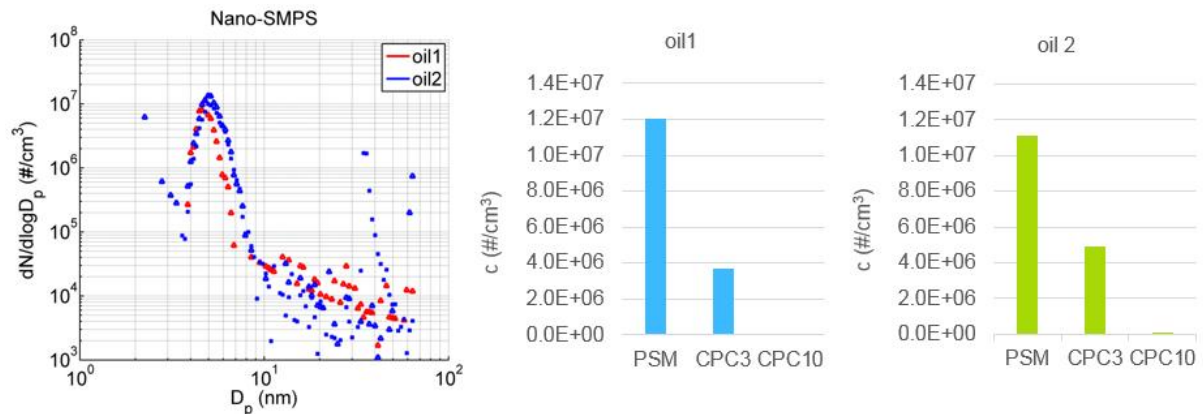 Nano-SMPS
10^8
10^7
10^6
10^5
10^4
10^3
dN/dlogD_p (#/cm^3)
oil1
oil2
10^0
10^1
10^2
D_p (nm)
oil1
1.4E+07
1.2E+07
1.0E+07
8.0E+06
6.0E+06
4.0E+06
2.0E+06
0.0E+00
c (#/cm^3)
PSM CPC3 CPC10
oil 2
1.4E+07
1.2E+07
1.0E+07
8.0E+06
6.0E+06
4.0E+06
2.0E+06
0.0E+00
c (#/cm^3)
PSM CPC3 CPC10